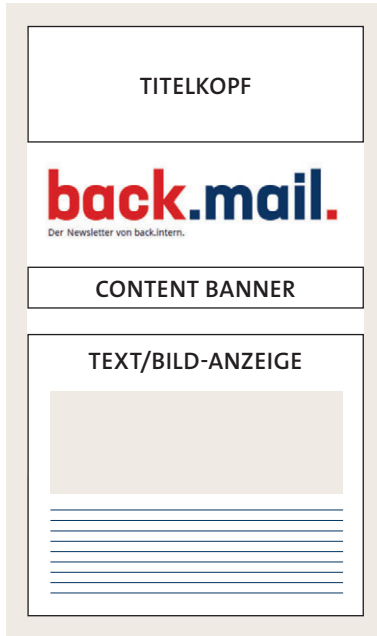 TITELKOPF
back.mail.
Der Newsletter von back.intern.
CONTENT BANNER
TEXT/BILD-ANZEIGE